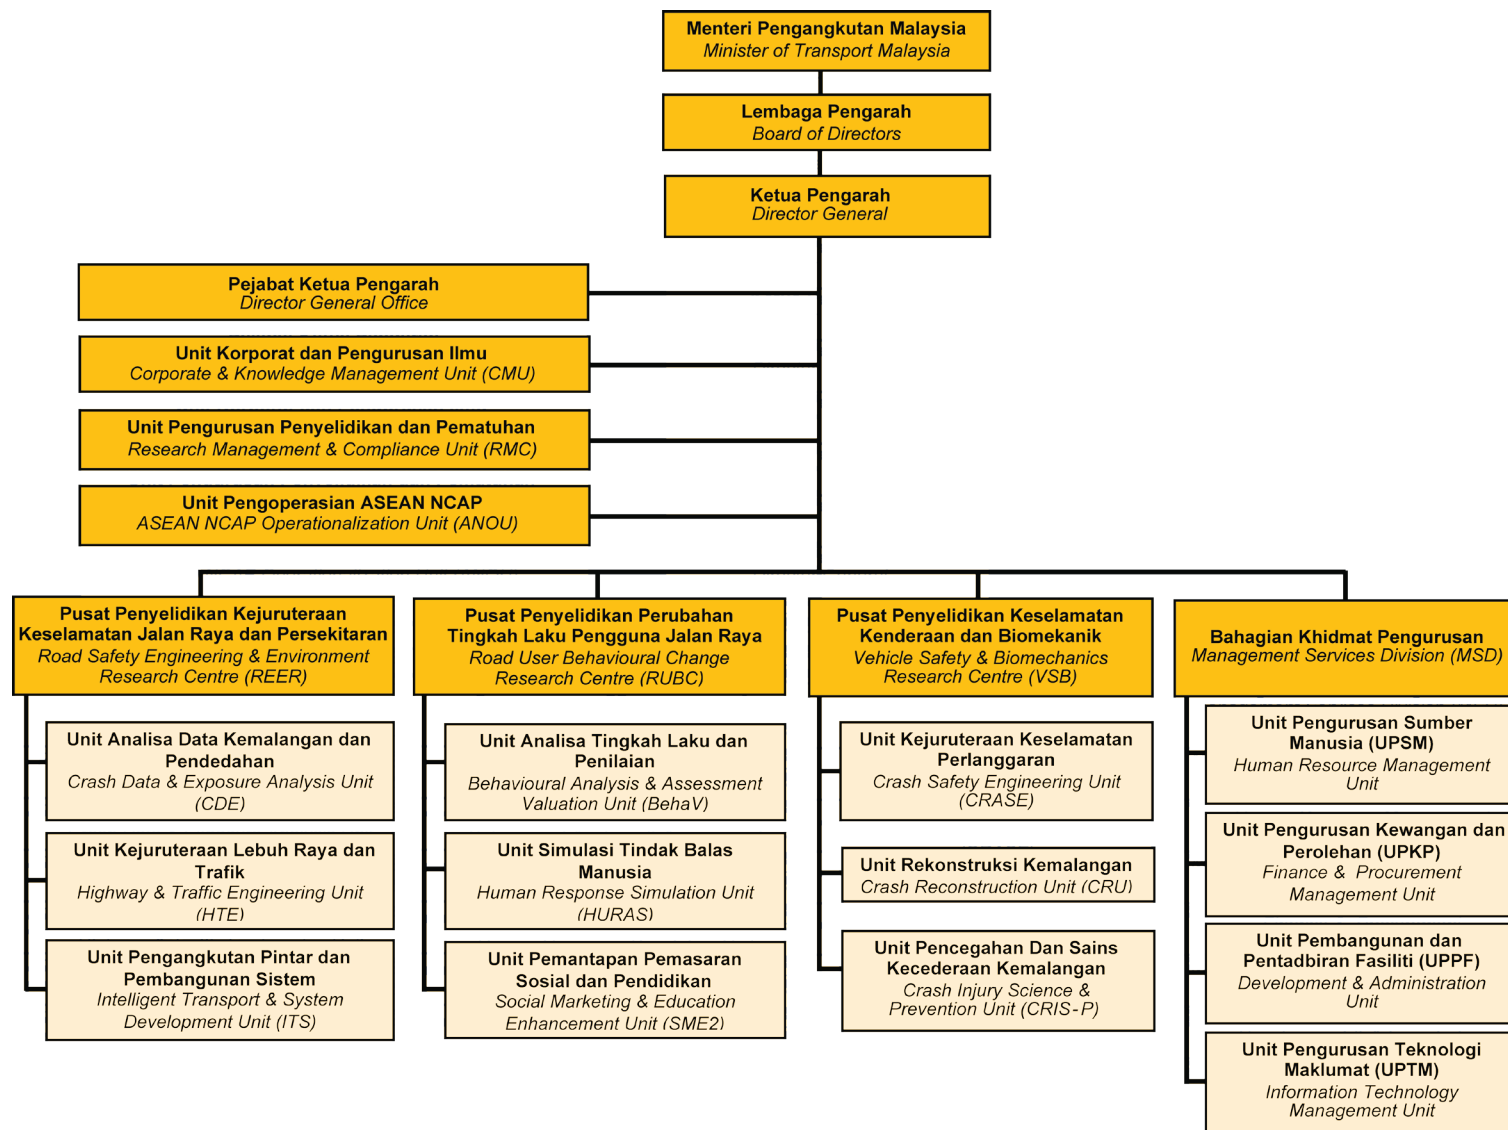 Menteri Pengangkutan Malaysia
Minister of Transport Malaysia
Lembaga Pengarah
Board of Directors
Ketua Pengarah
Director General
Pejabat Ketua Pengarah
Director General Office
Unit Korporat dan Pengurusan Ilmu
Corporate & Knowledge Management Unit (CMU)
Unit Pengurusan Penyelidikan dan Pematuhan
Research Management & Compliance Unit (RMC)
Unit Pengoperasian ASEAN NCAP
ASEAN NCAP Operationalization Unit (ANOU)
Pusat Penyelidikan Kejuruteraan
Keselamatan Jalan Raya dan Persekitaran
Road Safety Engineering & Environment
Research Centre (REER)
Unit Analisa Data Kemalangan dan
Pendedahan
Crash Data & Exposure Analysis Unit
(CDE)
Unit Kejuruteraan Lebuh Raya dan
Trafik
Highway & Traffic Engineering Unit
(HTE)
Unit Pengangkutan Pintar dan
Pembangunan Sistem
Intelligent Transport & System
Development Unit (ITS)
Pusat Penyelidikan Perubahan
Tingkah Laku Pengguna Jalan Raya
Road User Behavioural Change
Research Centre (RUBC)
Unit Analisa Tingkah Laku dan
Penilaian
Behavioural Analysis & Assessment
Valuation Unit (BehaV)
Unit Simulasi Tindak Balas
Manusia
Human Response Simulation Unit
(HURAS)
Unit Pemantapan Pemasaran
Sosial dan Pendidikan
Social Marketing & Education
Enhancement Unit (SME2)
Pusat Penyelidikan Keselamatan
Kenderaan dan Biomekanik
Vehicle Safety & Biomechanics
Research Centre (VSB)
Unit Kejuruteraan Keselamatan
Perlanggaran
Crash Safety Engineering Unit
(CRASE)
Unit Rekonstruksi Kemalangan
Crash Reconstruction Unit (CRU)
Unit Pencegahan Dan Sains
Kecederaan Kemalangan
Crash Injury Science &
Prevention Unit (CRIS-P)
Bahagian Khidmat Pengurusan
Management Services Division (MSD)
Unit Pengurusan Sumber
Manusia (UPSM)
Human Resource Management
Unit
Unit Pengurusan Kewangan dan
Perolehan (UPKP)
Finance & Procurement
Management Unit
Unit Pembangunan dan
Pentadbiran Fasiliti (UPPF)
Development & Administration
Unit
Unit Pengurusan Teknologi
Maklumat (UPTM)
Information Technology
Management Unit